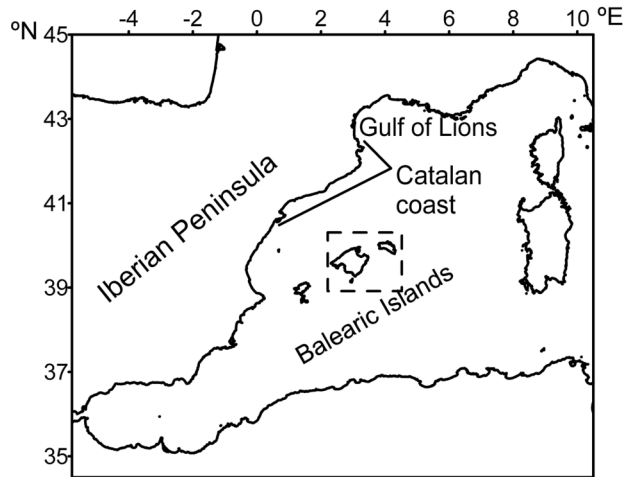 -4 -2 0 2 4 6 8 10 ºE
ºN 45
43
Gulf of Lions
Iberian Peninsula
Catalan
coast
41
39
Balearic Islands
37
35